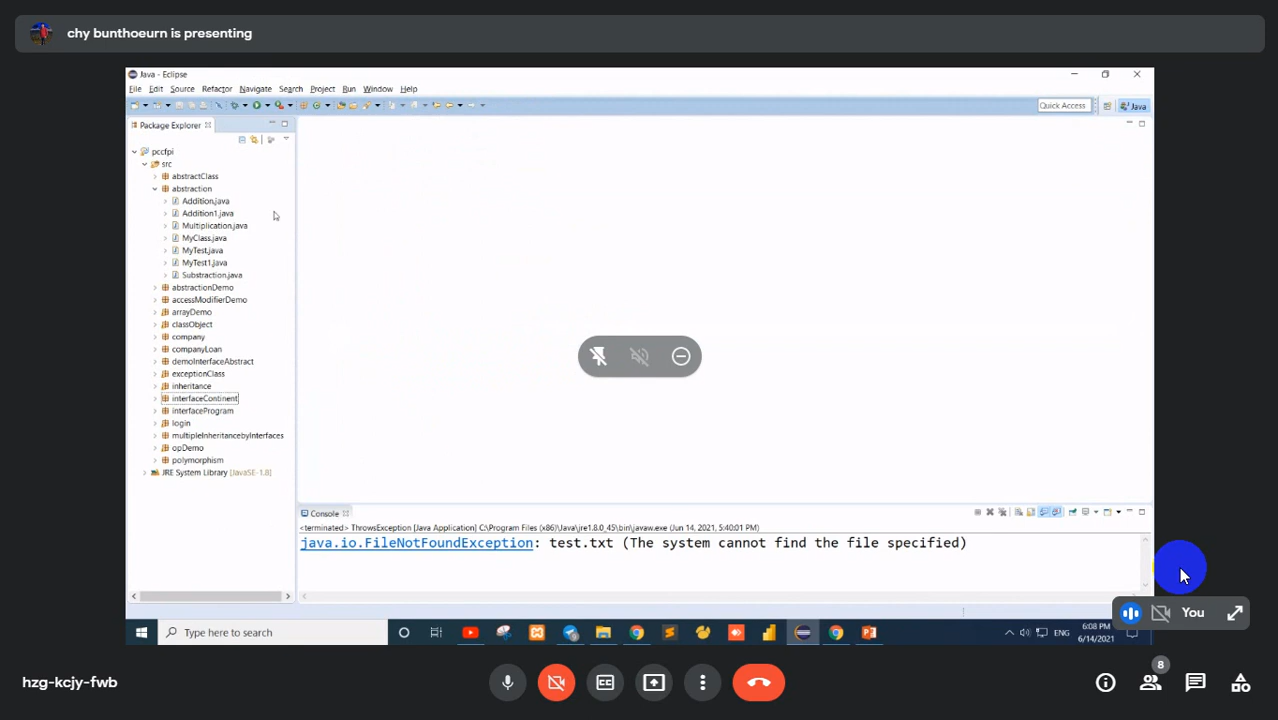 chy bunthoeurn is presenting
Java - Eclipse
File Edit Source Refactor Navigate Search Project Run Window Help
Quick Access
Java
Package Explorer
pccfpi
src
abstractClass
abstraction
Addition.java
Addition1.java
Multiplication.java
MyClass.java
MyTest.java
MyTest1.java
Substraction.java
abstractionDemo
accessModifierDemo
arrayDemo
classObject
company
companyLoan
demoInterfaceAbstract
exceptionClass
inheritance
interfaceContinent
interfaceProgram
login
multipleInheritancebyInterfaces
opDemo
polymorphism
JRE System Library [JavaSE-1.8]
Console
<terminated> ThrowsException [Java Application] C:\Program Files (x86)\Java\jre1.8.0_45\bin\javaw.exe (Jun 14, 2021, 5:40:01 PM)
java.io.FileNotFoundException: test.txt (The system cannot find the file specified)
You
Type here to search
ENG
6:08 PM
6/14/2021
hzg-kcjy-fwb
CC
8